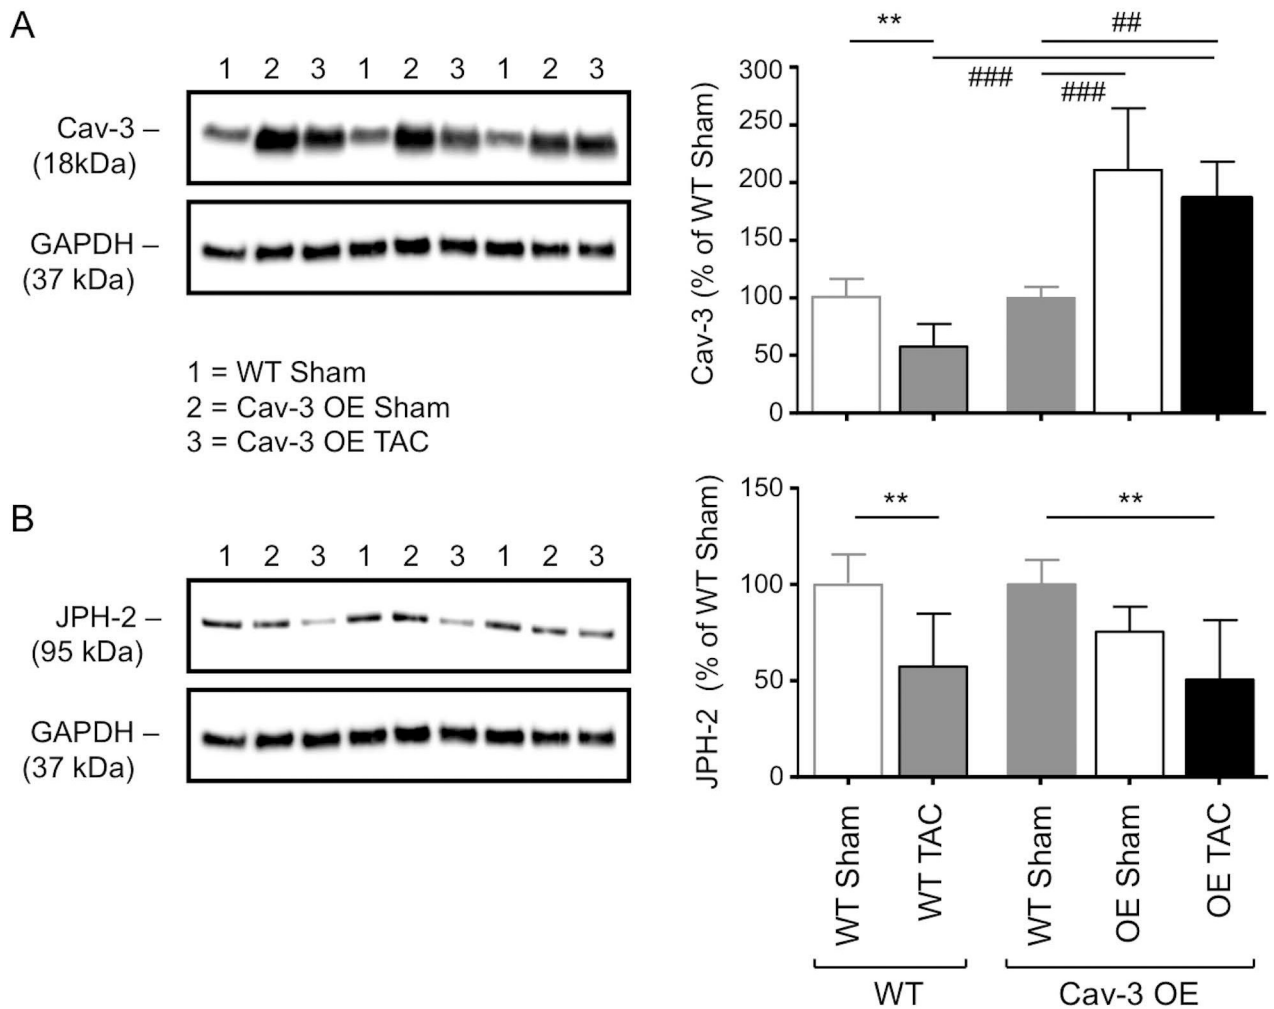 A
1 2 3 1 2 3 1 2 3
Cav-3 –
(18kDa)
GAPDH –
(37 kDa)
1 = WT Sham
2 = Cav-3 OE Sham
3 = Cav-3 OE TAC
**
##
###
###
Cav-3 (% of WT Sham)
300
250
200
150
100
50
0
B
1 2 3 1 2 3 1 2 3
JPH-2 –
(95 kDa)
GAPDH –
(37 kDa)
**
**
JPH-2 (% of WT Sham)
150
100
50
0
WT Sham
WT TAC
WT Sham
OE Sham
OE TAC
WT
Cav-3 OE